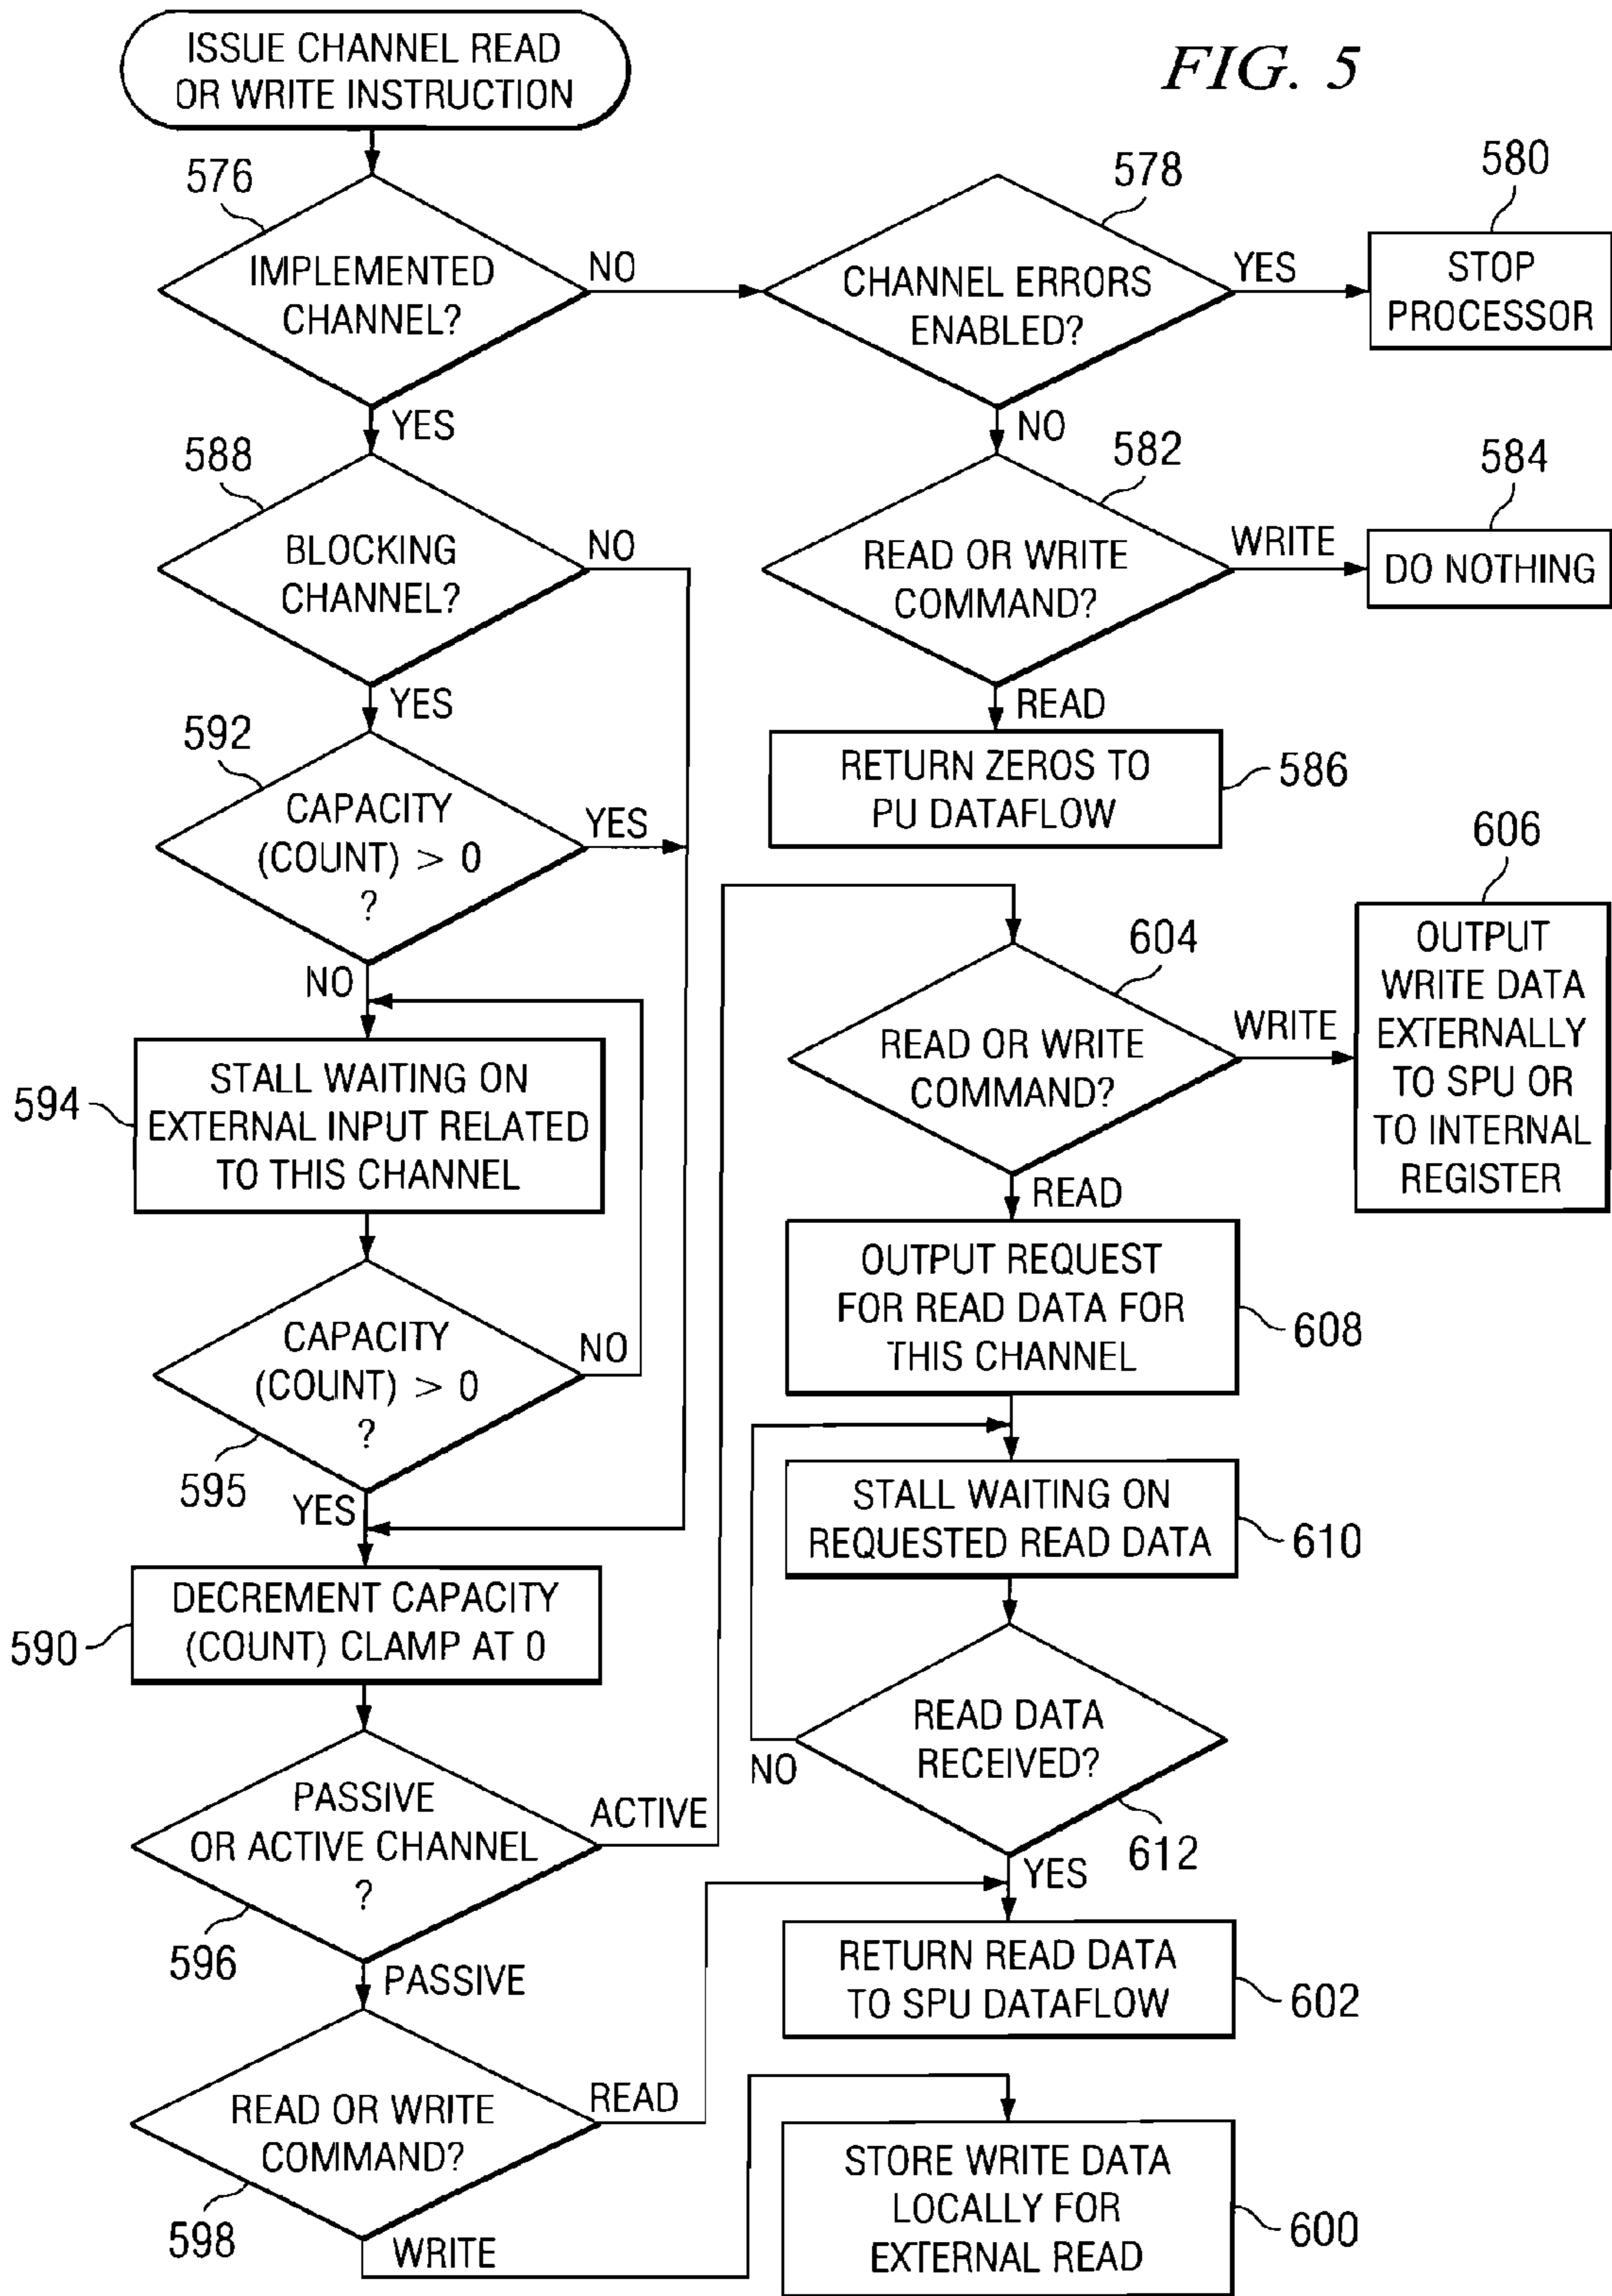 ISSUE CHANNEL READ
OR WRITE INSTRUCTION
FIG. 5
576
IMPLEMENTED
CHANNEL?
NO
YES
578
CHANNEL ERRORS
ENABLED?
YES
NO
580
STOP
PROCESSOR
588
BLOCKING
CHANNEL?
NO
YES
582
READ OR WRITE
COMMAND?
WRITE
READ
584
DO NOTHING
592
CAPACITY
(COUNT) > 0
?
YES
NO
RETURN ZEROS TO
PU DATAFLOW
586
594
STALL WAITING ON
EXTERNAL INPUT RELATED
TO THIS CHANNEL
604
READ OR WRITE
COMMAND?
WRITE
READ
606
OUTPUT
WRITE DATA
EXTERNALLY
TO SPU OR
TO INTERNAL
REGISTER
CAPACITY
(COUNT) > 0
?
NO
595
YES
OUTPUT REQUEST
FOR READ DATA FOR
THIS CHANNEL
608
STALL WAITING ON
REQUESTED READ DATA
610
590
DECREMENT CAPACITY
(COUNT) CLAMP AT 0
READ DATA
RECEIVED?
NO
612
YES
PASSIVE
OR ACTIVE CHANNEL
?
ACTIVE
596
PASSIVE
RETURN READ DATA
TO SPU DATAFLOW
602
READ OR WRITE
COMMAND?
READ
598
WRITE
STORE WRITE DATA
LOCALLY FOR
EXTERNAL READ
600